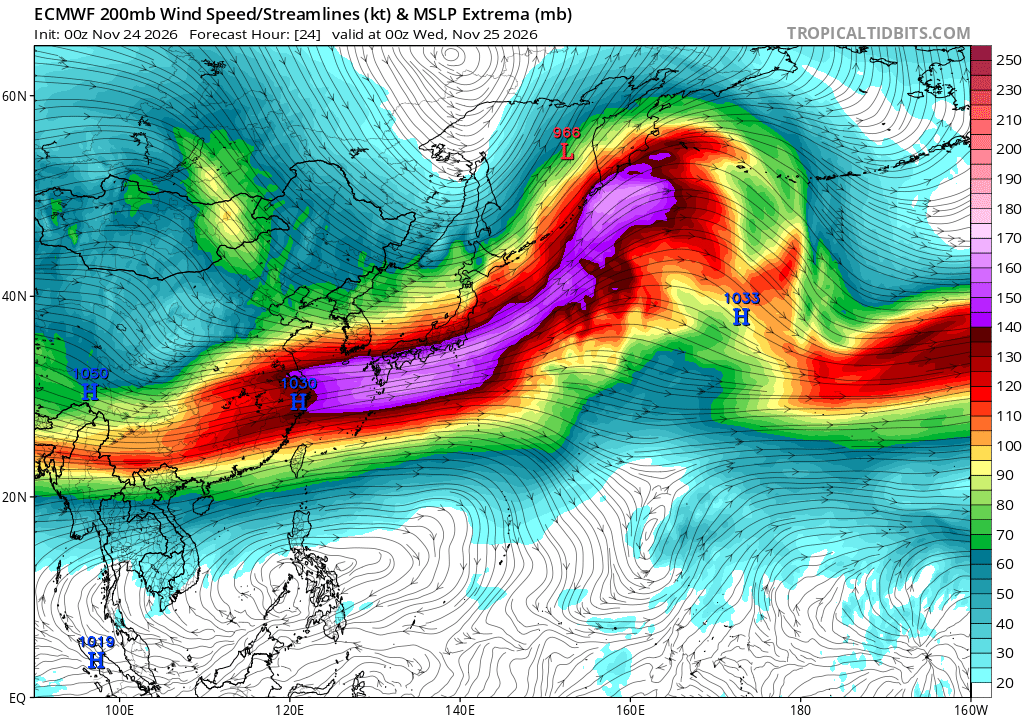 ECMWF 200mb Wind Speed/Streamlines (kt) & MSLP Extrema (mb)
Init: 00z Nov 24 2026 Forecast Hour: [24] valid at 00z Wed, Nov 25 2026
TROPICALTIDBITS.COM
250
230
210
200
190
180
170
160
150
140
130
120
110
100
90
80
70
60
50
40
30
20
60N
40N
20N
EQ
966
L
1033
H
1050
H
1030
H
1019
H
100E
120E
140E
160E
180
160W